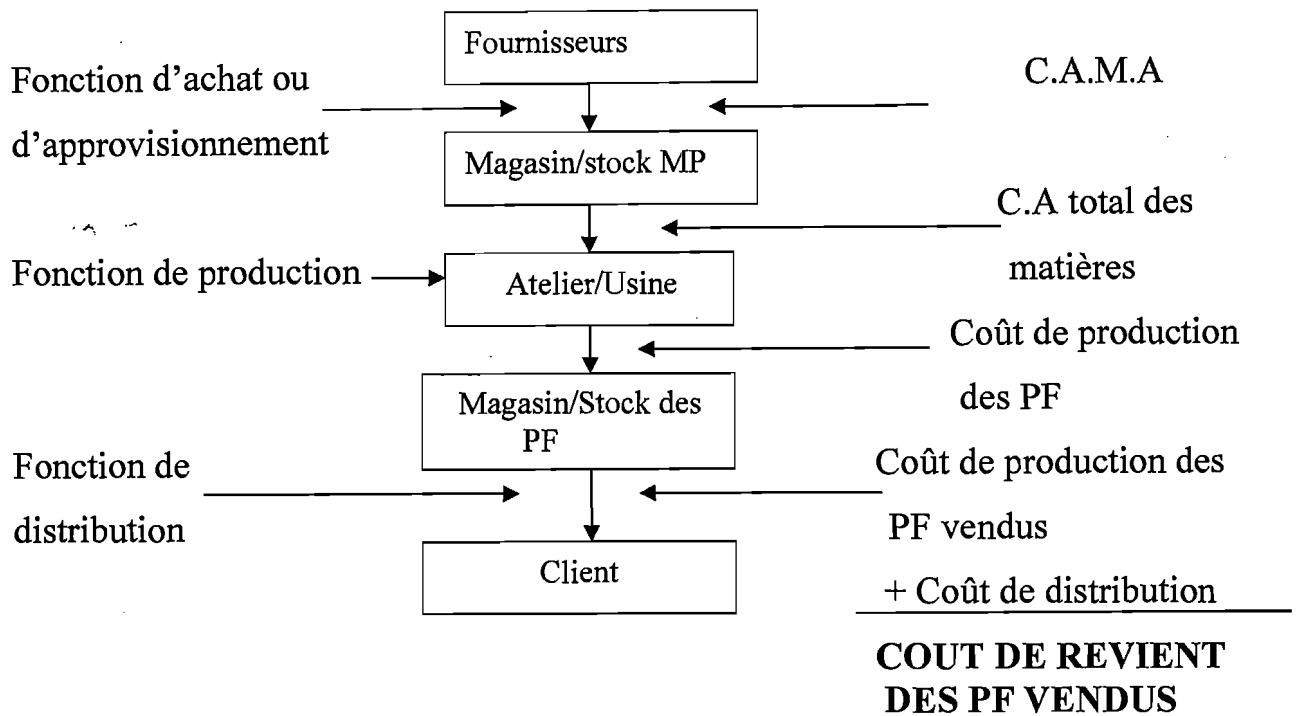 Fournisseurs
Fonction d'achat ou
d'approvisionnement
C.A.M.A
Magasin/stock MP
C.A total des
matières
Fonction de production
Atelier/Usine
Coût de production
des PF
Magasin/Stock des
PF
Fonction de
distribution
Coût de production des
PF vendus
+ Coût de distribution
Client
COUT DE REVIENT
DES PF VENDUS